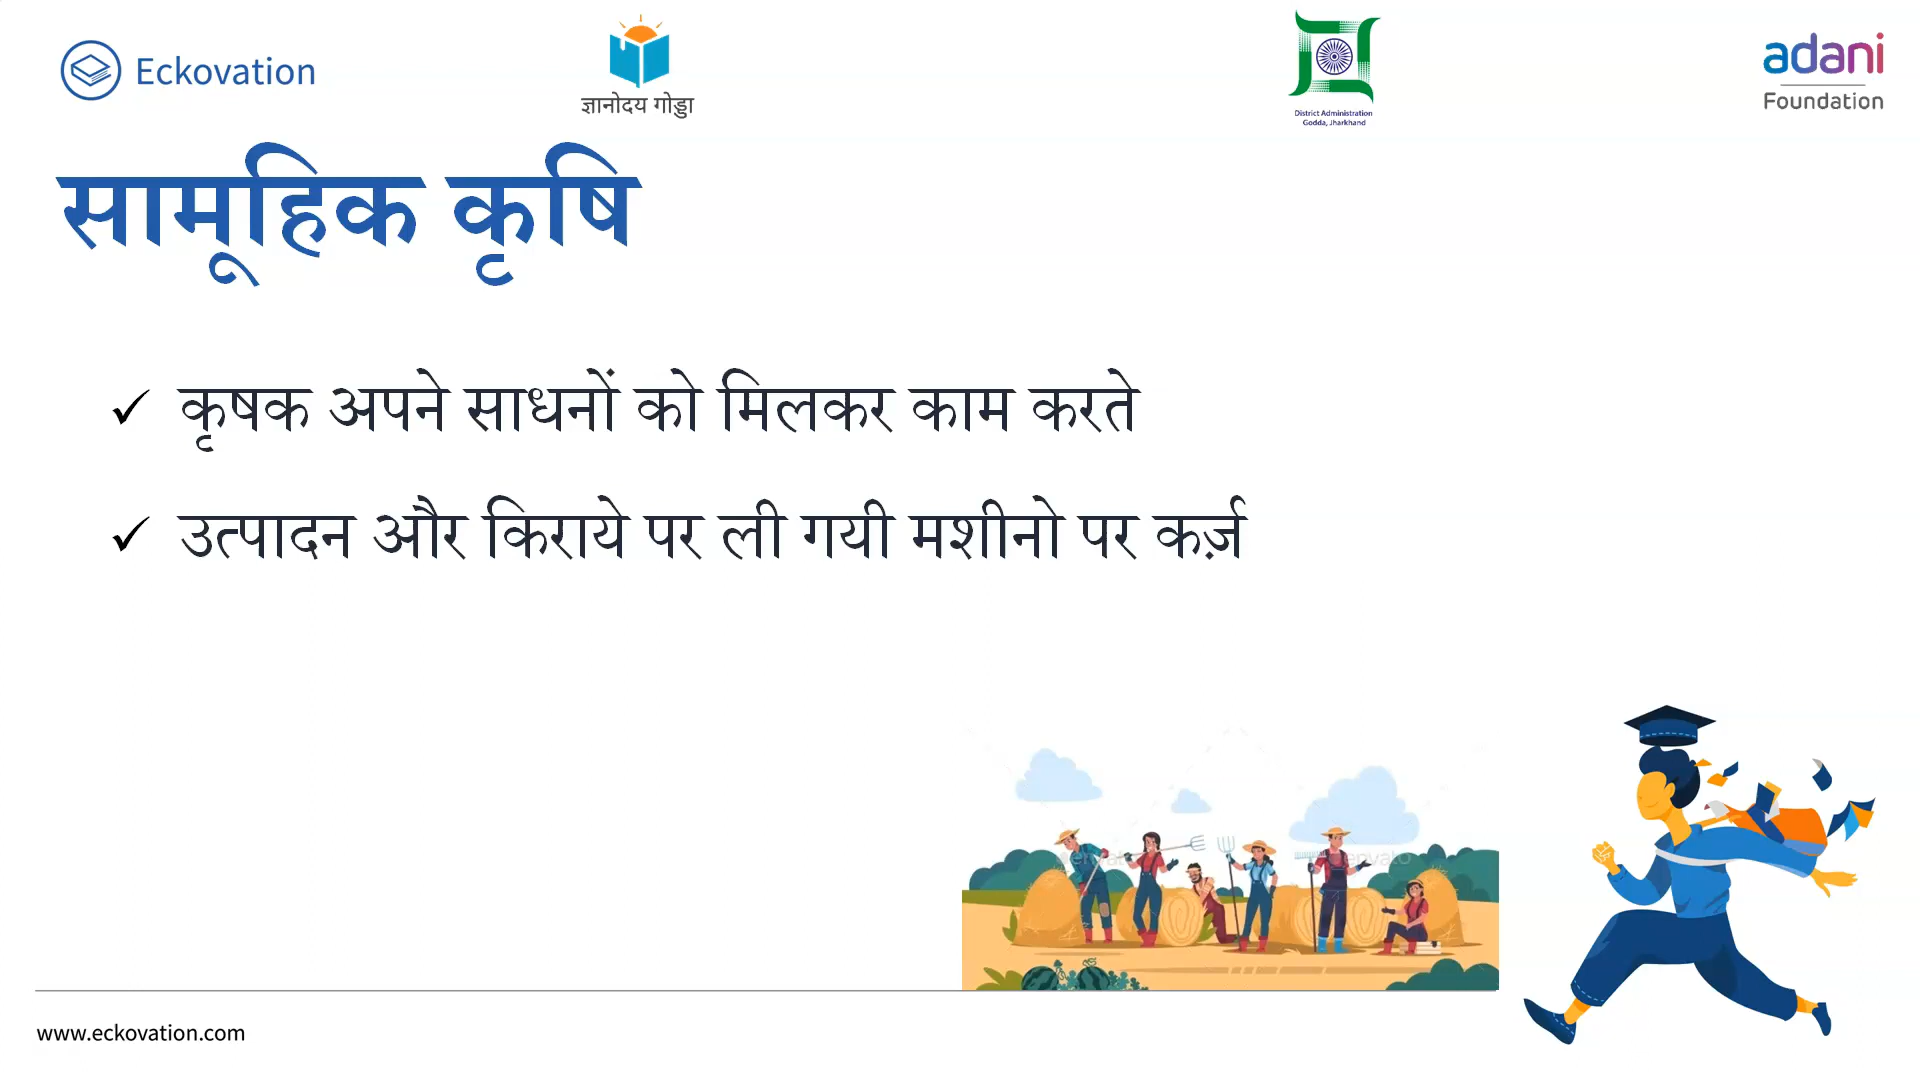 Eckovation
ज्ञानोदय गोड्डा
District Administration
Godda, Jharkhand
adani
Foundation
सामूहिक कृषि
✓ कृषक अपने साधनों को मिलकर काम करते
✓ उत्पादन और किराये पर ली गयी मशीनो पर कर्ज़
www.eckovation.com